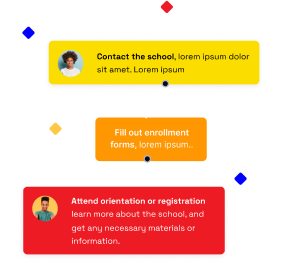 Contact the school, lorem ipsum dolor
sit amet. Lorem ipsum
Fill out enrollment
forms, lorem ipsum..
Attend orientation or registration
learn more about the school, and
get any necessary materials or
information.